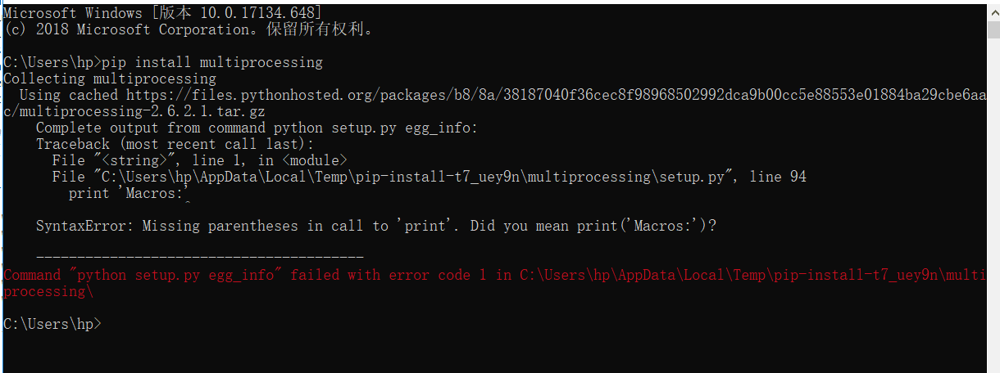 Microsoft Windows [版本 10.0.17134.648]
(c) 2018 Microsoft Corporation。保留所有权利。
C:\Users\hp>pip install multiprocessing
Collecting multiprocessing
Using cached https://files.pythonhosted.org/packages/b8/8a/38187040f36cec8f98968502992dca9b00cc5e88553e01884ba29cbe6aa
c/multiprocessing-2.6.2.1.tar.gz
Complete output from command python setup.py egg_info:
Traceback (most recent call last):
File "<string>", line 1, in <module>
File "C:\Users\hp\AppData\Local\Temp\pip-install-t7_uey9n\multiprocessing\setup.py", line 94
print 'Macros:'
^
SyntaxError: Missing parentheses in call to 'print'. Did you mean print('Macros:')?
----------------------------------------
Command "python setup.py egg_info" failed with error code 1 in C:\Users\hp\AppData\Local\Temp\pip-install-t7_uey9n\multi
processing\
C:\Users\hp>